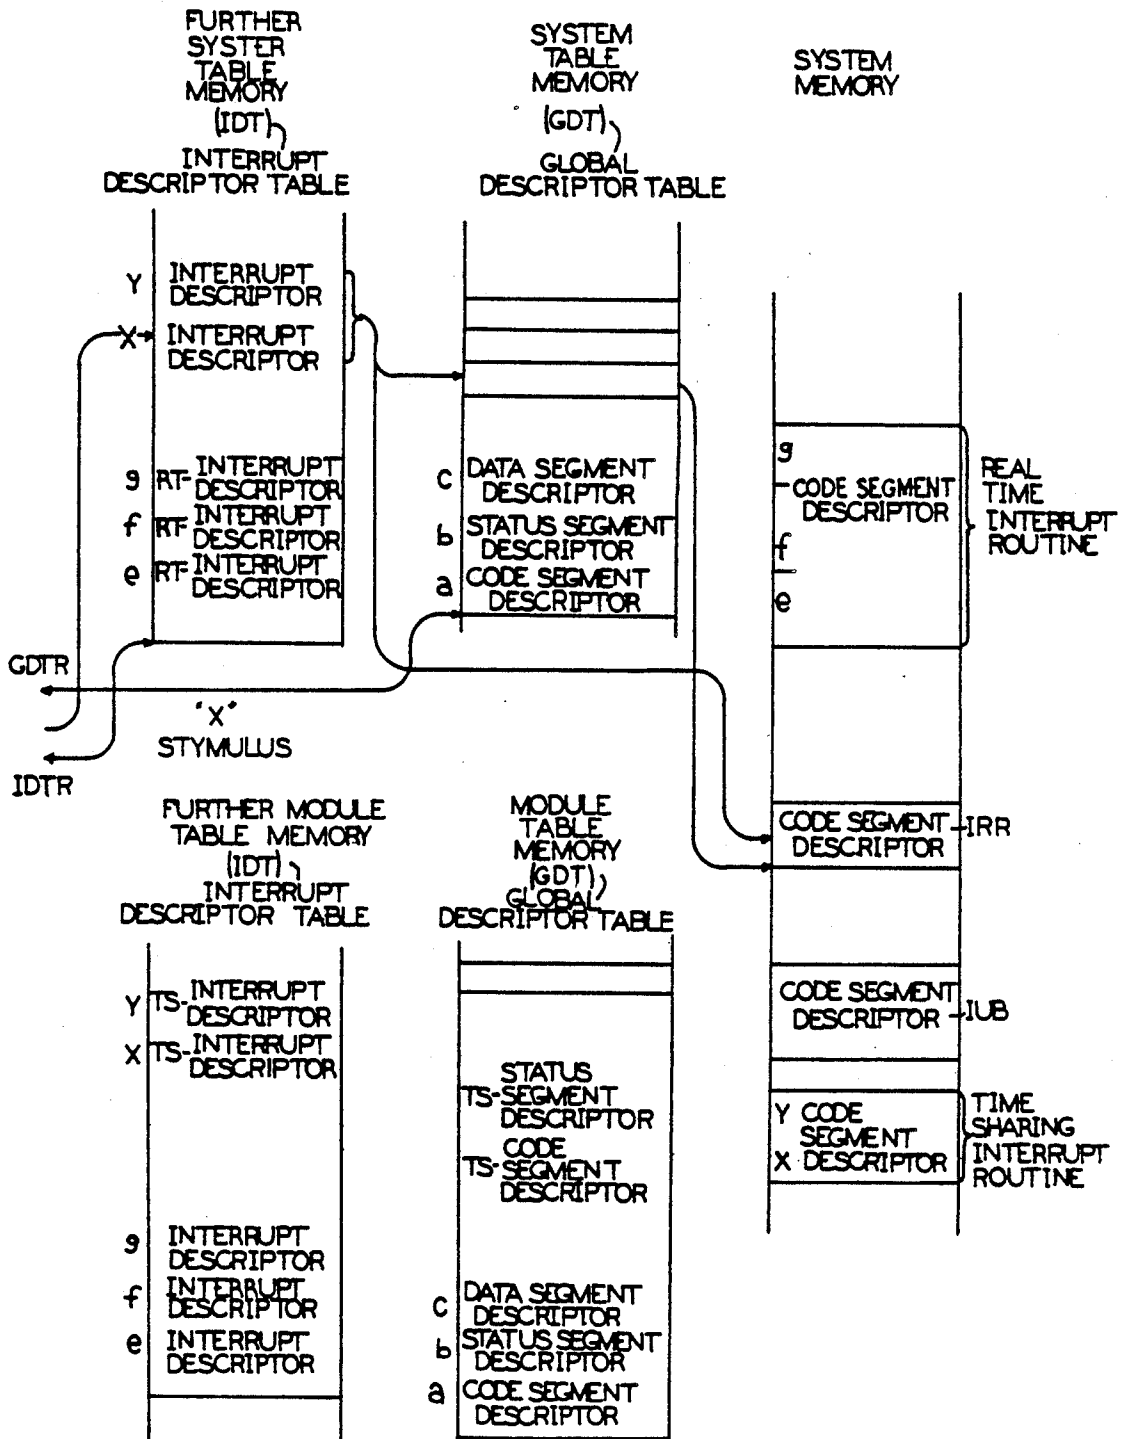 FURTHER
SYSTER
TABLE
MEMORY
(IDT)
INTERRUPT
DESCRIPTOR TABLE
SYSTEM
TABLE
MEMORY
(GDT)
GLOBAL
DESCRIPTOR TABLE
SYSTEM
MEMORY
Y INTERRUPT
DESCRIPTOR
X INTERRUPT
DESCRIPTOR
g RT- INTERRUPT
DESCRIPTOR
f RT- INTERRUPT
DESCRIPTOR
e RT- INTERRUPT
DESCRIPTOR
c DATA SEGMENT
DESCRIPTOR
b STATUS SEGMENT
DESCRIPTOR
a CODE SEGMENT
DESCRIPTOR
g
CODE SEGMENT
DESCRIPTOR
f
e
REAL
TIME
INTERRUPT
ROUTINE
GDTR
"X"
STYMULUS
IDTR
CODE SEGMENT
DESCRIPTOR
IRR
CODE SEGMENT
DESCRIPTOR
IUB
Y CODE
SEGMENT
X DESCRIPTOR
TIME
SHARING
INTERRUPT
ROUTINE
FURTHER MODULE
TABLE MEMORY
(IDT)
INTERRUPT
DESCRIPTOR TABLE
MODULE
TABLE
MEMORY
(GDT)
GLOBAL
DESCRIPTOR TABLE
Y TS- INTERRUPT
DESCRIPTOR
X TS- INTERRUPT
DESCRIPTOR
g INTERRUPT
DESCRIPTOR
f INTERRUPT
DESCRIPTOR
e INTERRUPT
DESCRIPTOR
STATUS
TS- SEGMENT
DESCRIPTOR
CODE
TS- SEGMENT
DESCRIPTOR
c DATA SEGMENT
DESCRIPTOR
b STATUS SEGMENT
DESCRIPTOR
a CODE SEGMENT
DESCRIPTOR